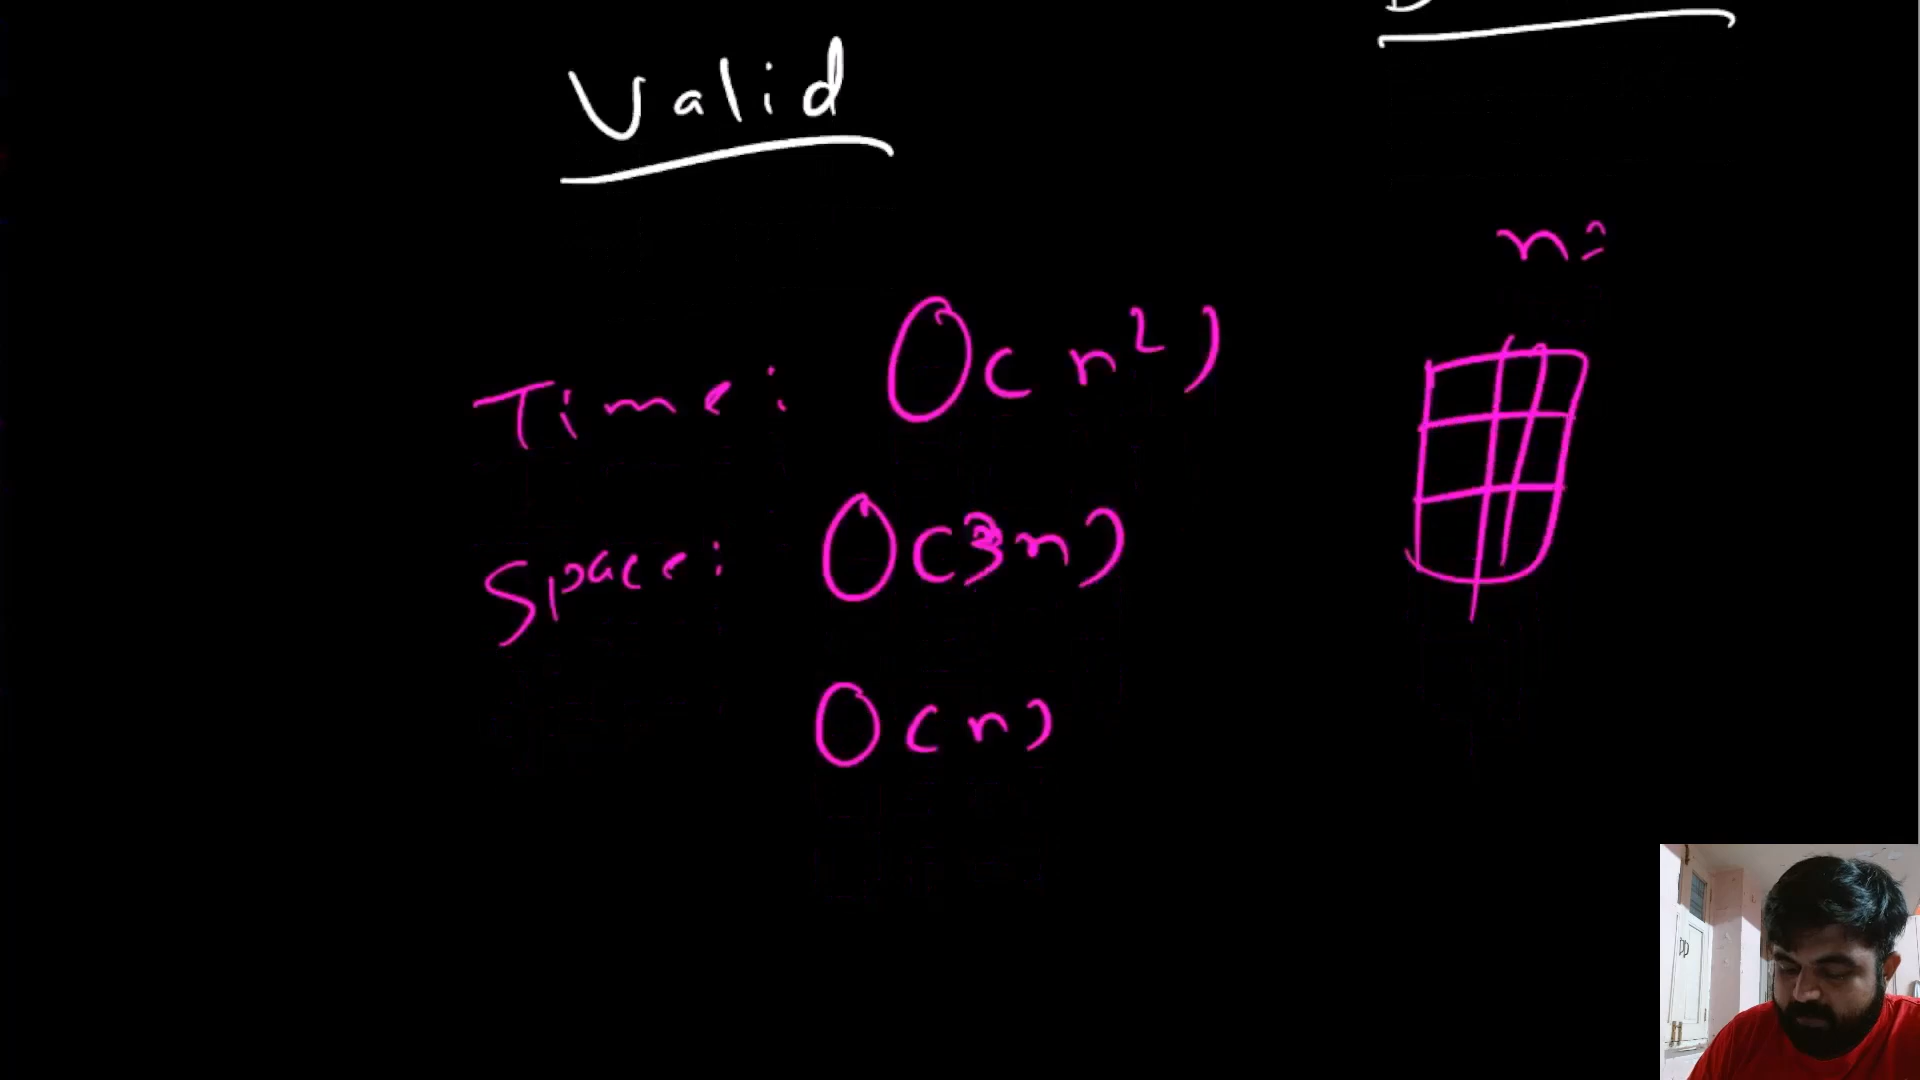 Valid
n=
Time: O(n²)
Space: O(3n)
O(n)